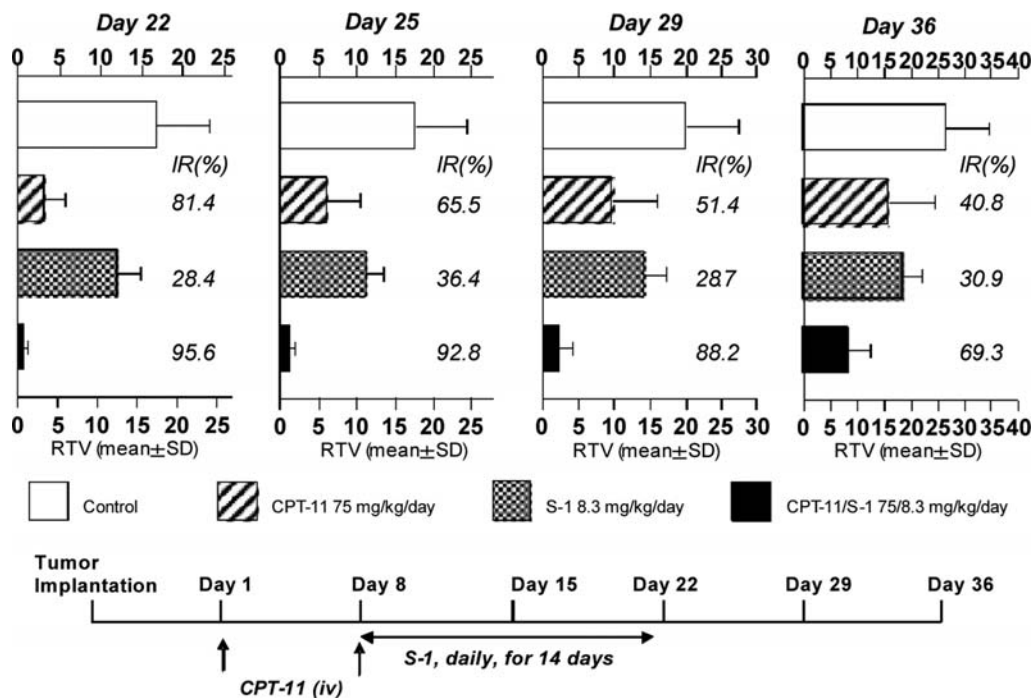 Day 22 Day 25 Day 29 Day 36
0 5 10 15 20 25 0 5 10 15 20 25 0 5 10 15 20 25 30 0 5 10 15 20 25 30 35 40
IR(%) IR(%) IR(%) IR(%)
81.4 65.5 51.4 40.8
28.4 36.4 287 30.9
95.6 92.8 88.2 69.3
0 5 10 15 20 25 0 5 10 15 20 25 0 5 10 15 20 25 30 0 5 10 15 20 25 30 35 40
RTV (mean±SD) RTV (mean±SD) RTV (mean±SD) RTV (mean±SD)
Control CPT-11 75 mg/kg/day S-1 8.3 mg/kg/day CPT-11/S-1 75/8.3 mg/kg/day
Tumor
Implantation Day 1 Day 8 Day 15 Day 22 Day 29 Day 36
S-1, daily, for 14 days
CPT-11 (iv)